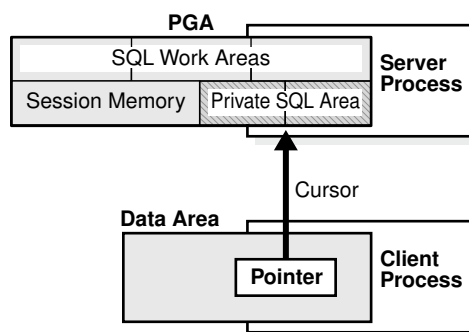 PGA
SQL Work Areas
Server
Process
Session Memory
Private SQL Area
Cursor
Data Area
Client
Process
Pointer